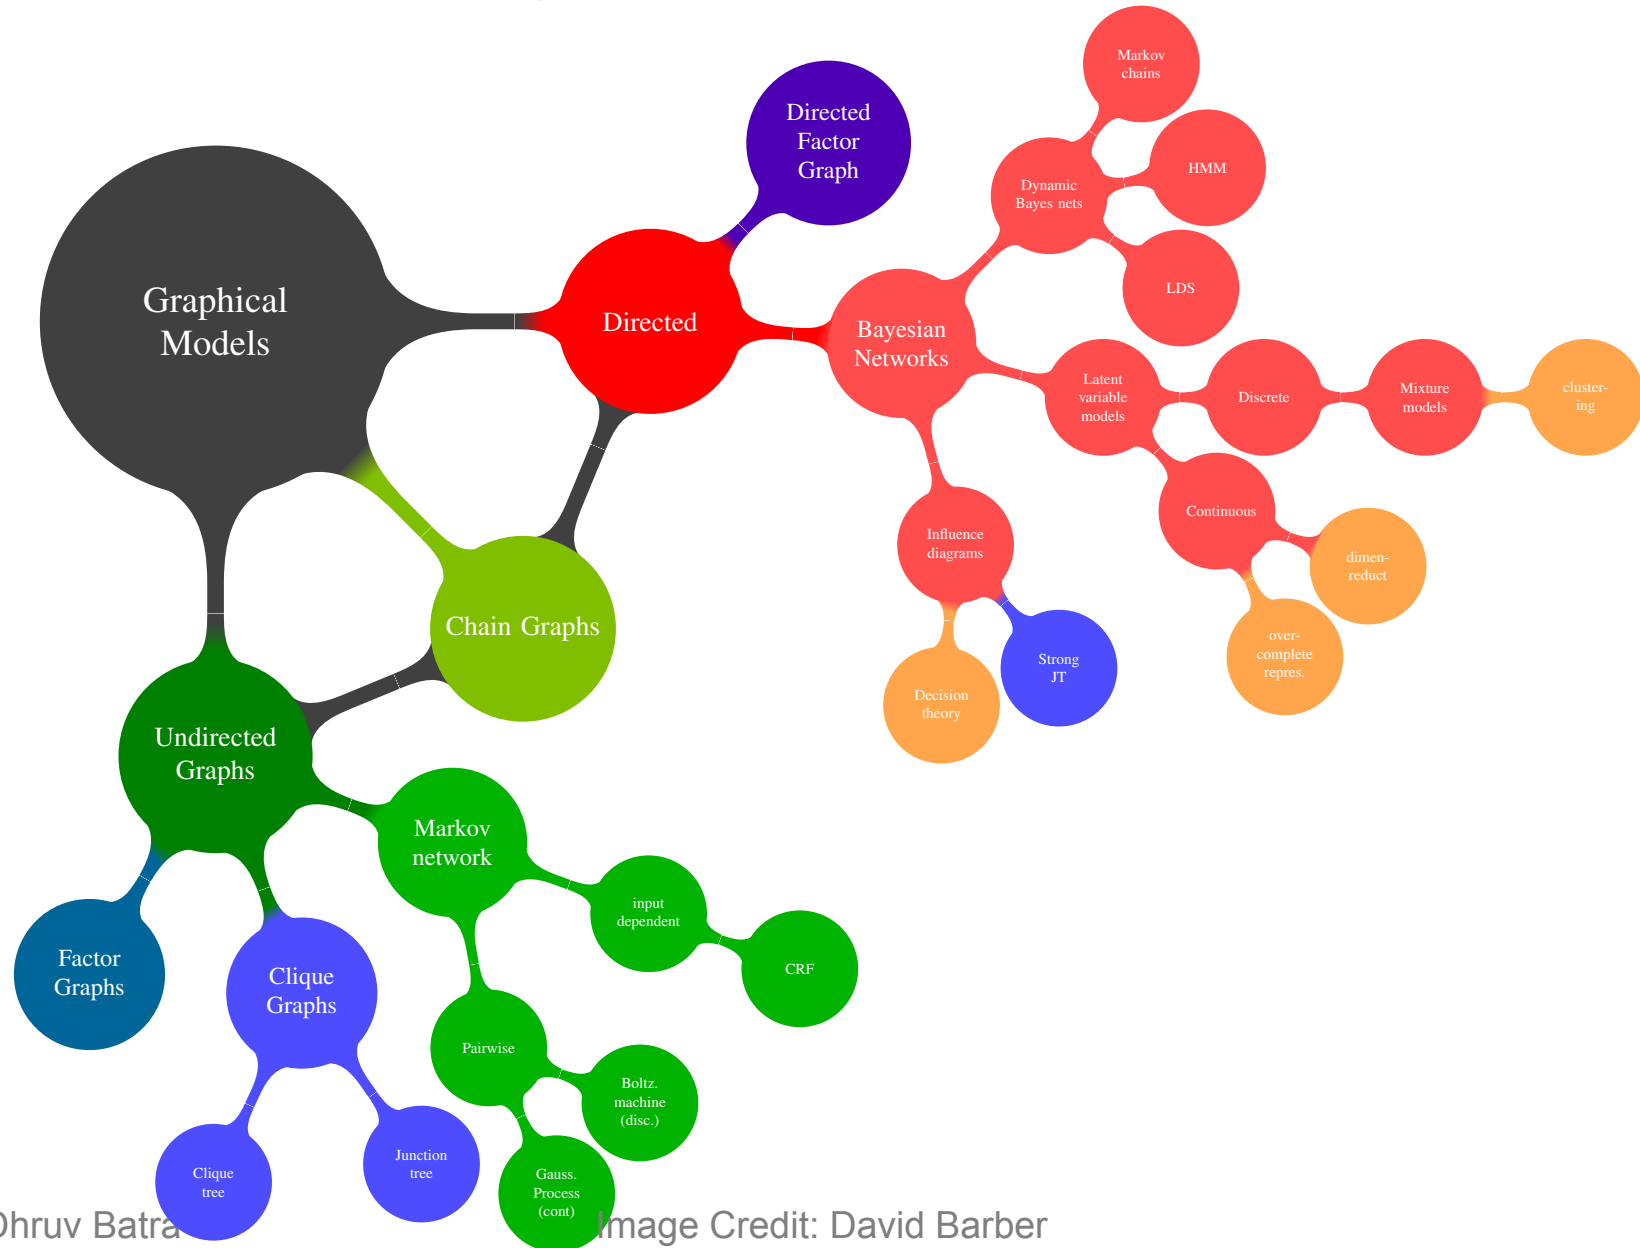 Markov
chains
Directed
Factor
Graph
HMM
Dynamic
Bayes nets
LDS
Graphical
Models
Directed
Bayesian
Networks
Latent
variable
models
Discrete
Mixture
models
cluster-
ing
Continuous
Influence
diagrams
dimen-
reduct
Chain Graphs
over-
complete
repres.
Strong
JT
Decision
theory
Undirected
Graphs
Markov
network
input
dependent
Factor
Graphs
Clique
Graphs
CRF
Pairwise
Boltz.
machine
(disc.)
Junction
tree
Clique
tree
Gauss.
Process
(cont)
Dhruv Batra
Image Credit: David Barber